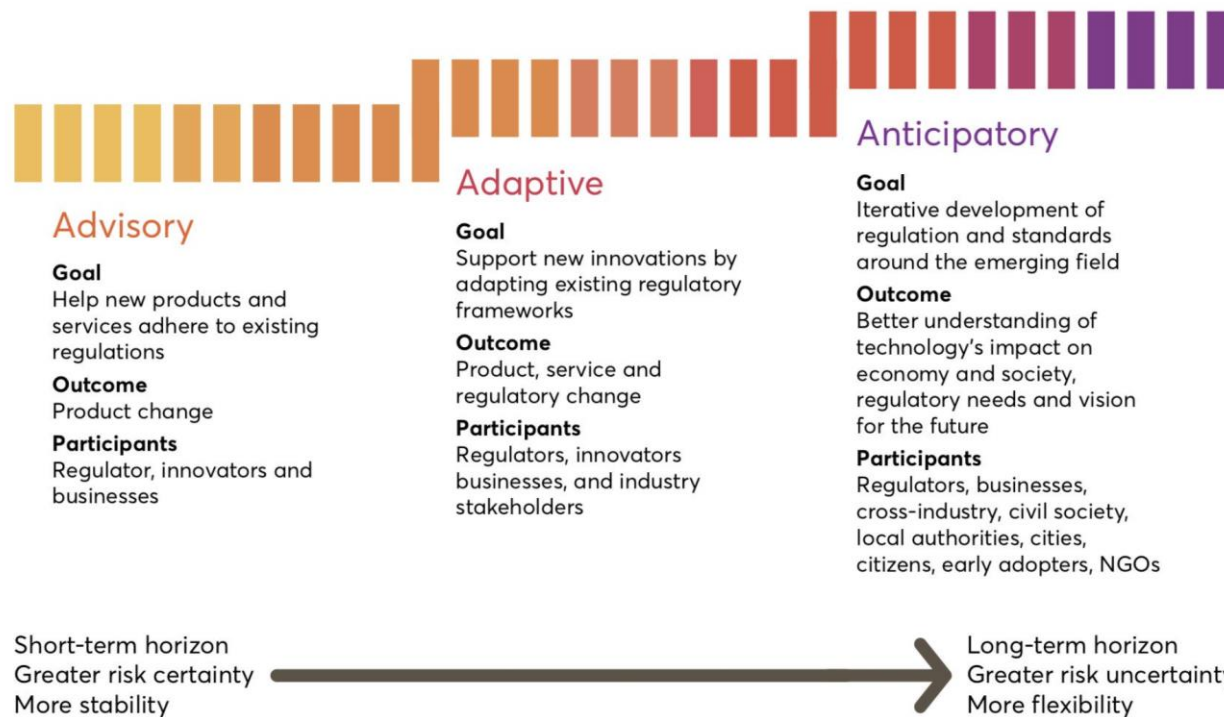 Advisory
Goal
Help new products and
services adhere to existing
regulations
Outcome
Product change
Participants
Regulator, innovators and
businesses
Adaptive
Goal
Support new innovations by
adapting existing regulatory
frameworks
Outcome
Product, service and
regulatory change
Participants
Regulators, innovators
businesses, and industry
stakeholders
Anticipatory
Goal
Iterative development of
regulation and standards
around the emerging field
Outcome
Better understanding of
technology's impact on
economy and society,
regulatory needs and vision
for the future
Participants
Regulators, businesses,
cross-industry, civil society,
local authorities, cities,
citizens, early adopters, NGOs
Short-term horizon
Greater risk certainty
More stability
Long-term horizon
Greater risk uncertainty
More flexibility